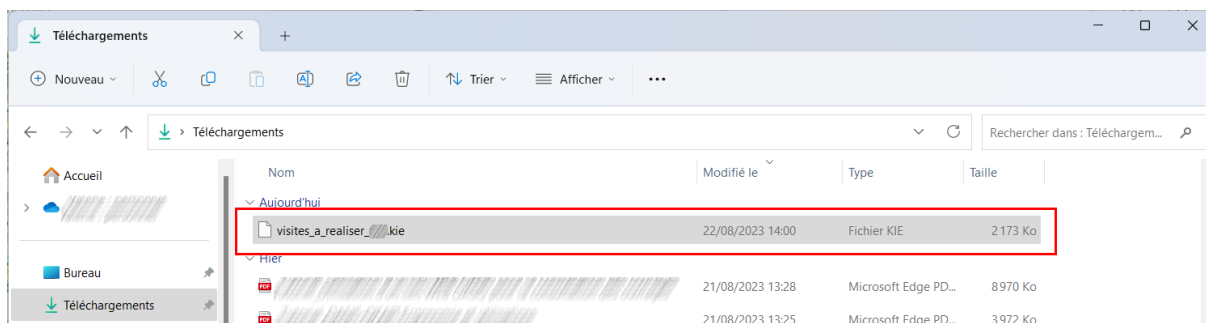 Téléchargements
Nouveau Trier Afficher
Téléchargements Rechercher dans : Téléchargem...
Accueil
Nom Modifié le Type Taille
Aujourd'hui
visites_a_realiser_ .kie 22/08/2023 14:00 Fichier KIE 2 173 Ko
Hier
Bureau
PDF 21/08/2023 13:28 Microsoft Edge PD... 8 970 Ko
Téléchargements
PDF 21/08/2023 13:25 Microsoft Edge PD... 3 972 Ko